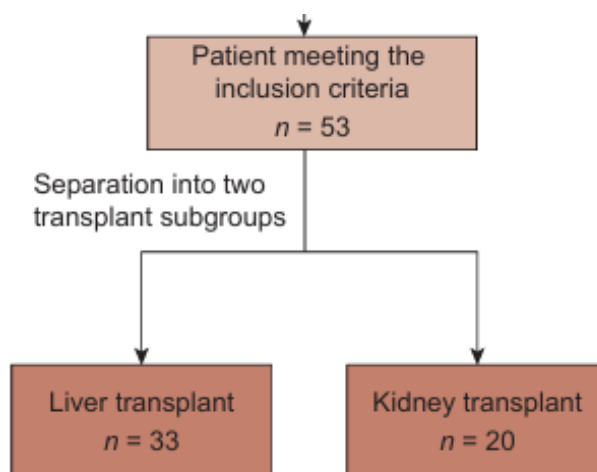 Patient meeting the
inclusion criteria
n = 53
Separation into two
transplant subgroups
Liver transplant
n = 33
Kidney transplant
n = 20